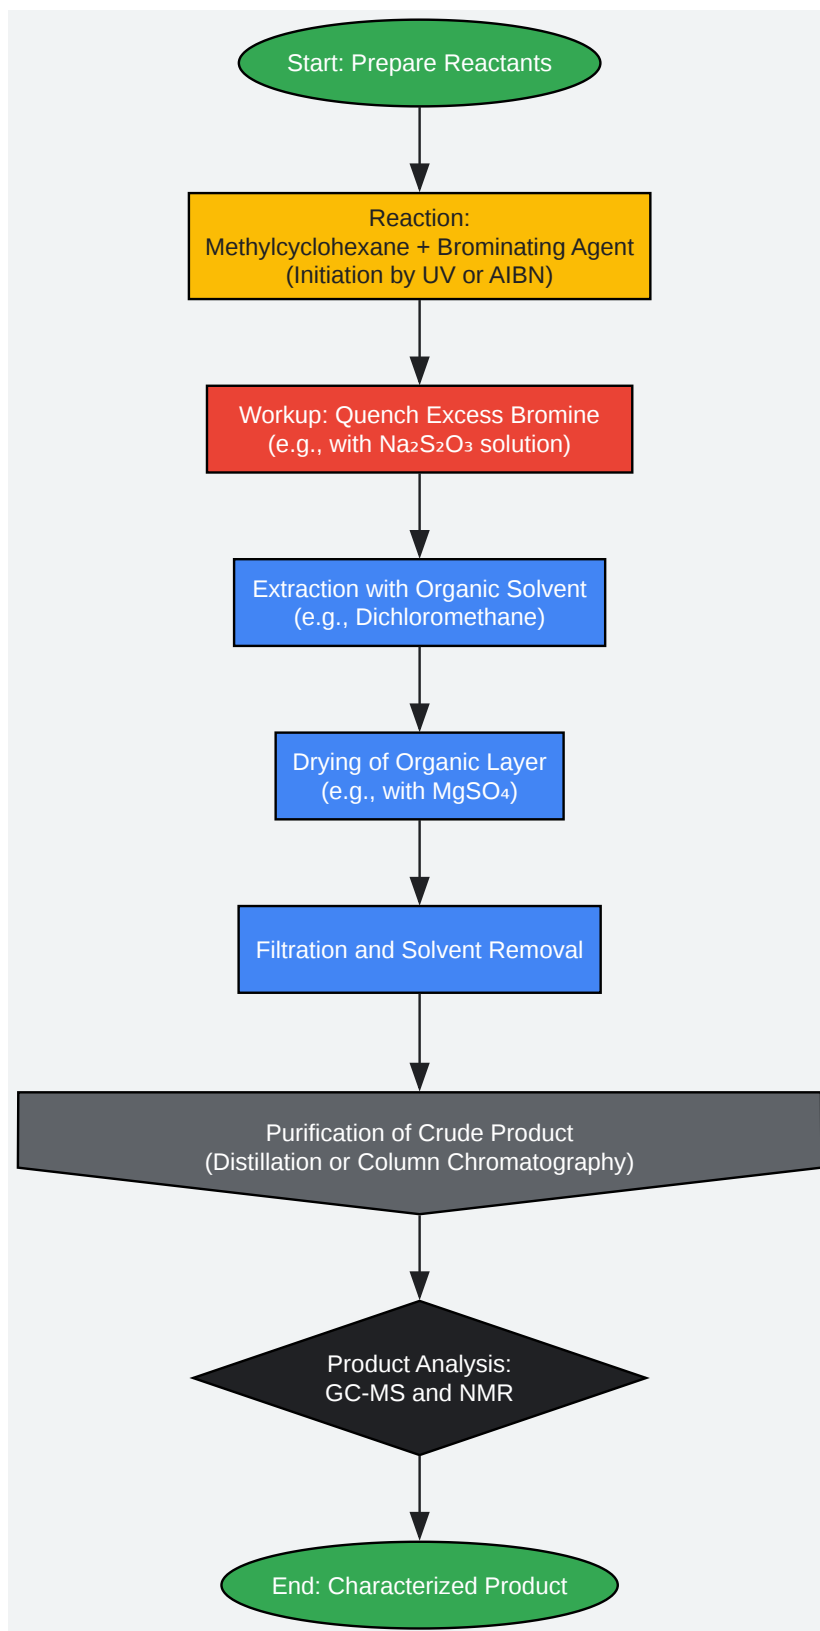 Start: Prepare Reactants
Reaction:
Methylcyclohexane + Brominating Agent
(Initiation by UV or AIBN)
Workup: Quench Excess Bromine
(e.g., with Na₂S₂O₃ solution)
Extraction with Organic Solvent
(e.g., Dichloromethane)
Drying of Organic Layer
(e.g., with MgSO₄)
Filtration and Solvent Removal
Purification of Crude Product
(Distillation or Column Chromatography)
Product Analysis:
GC-MS and NMR
End: Characterized Product